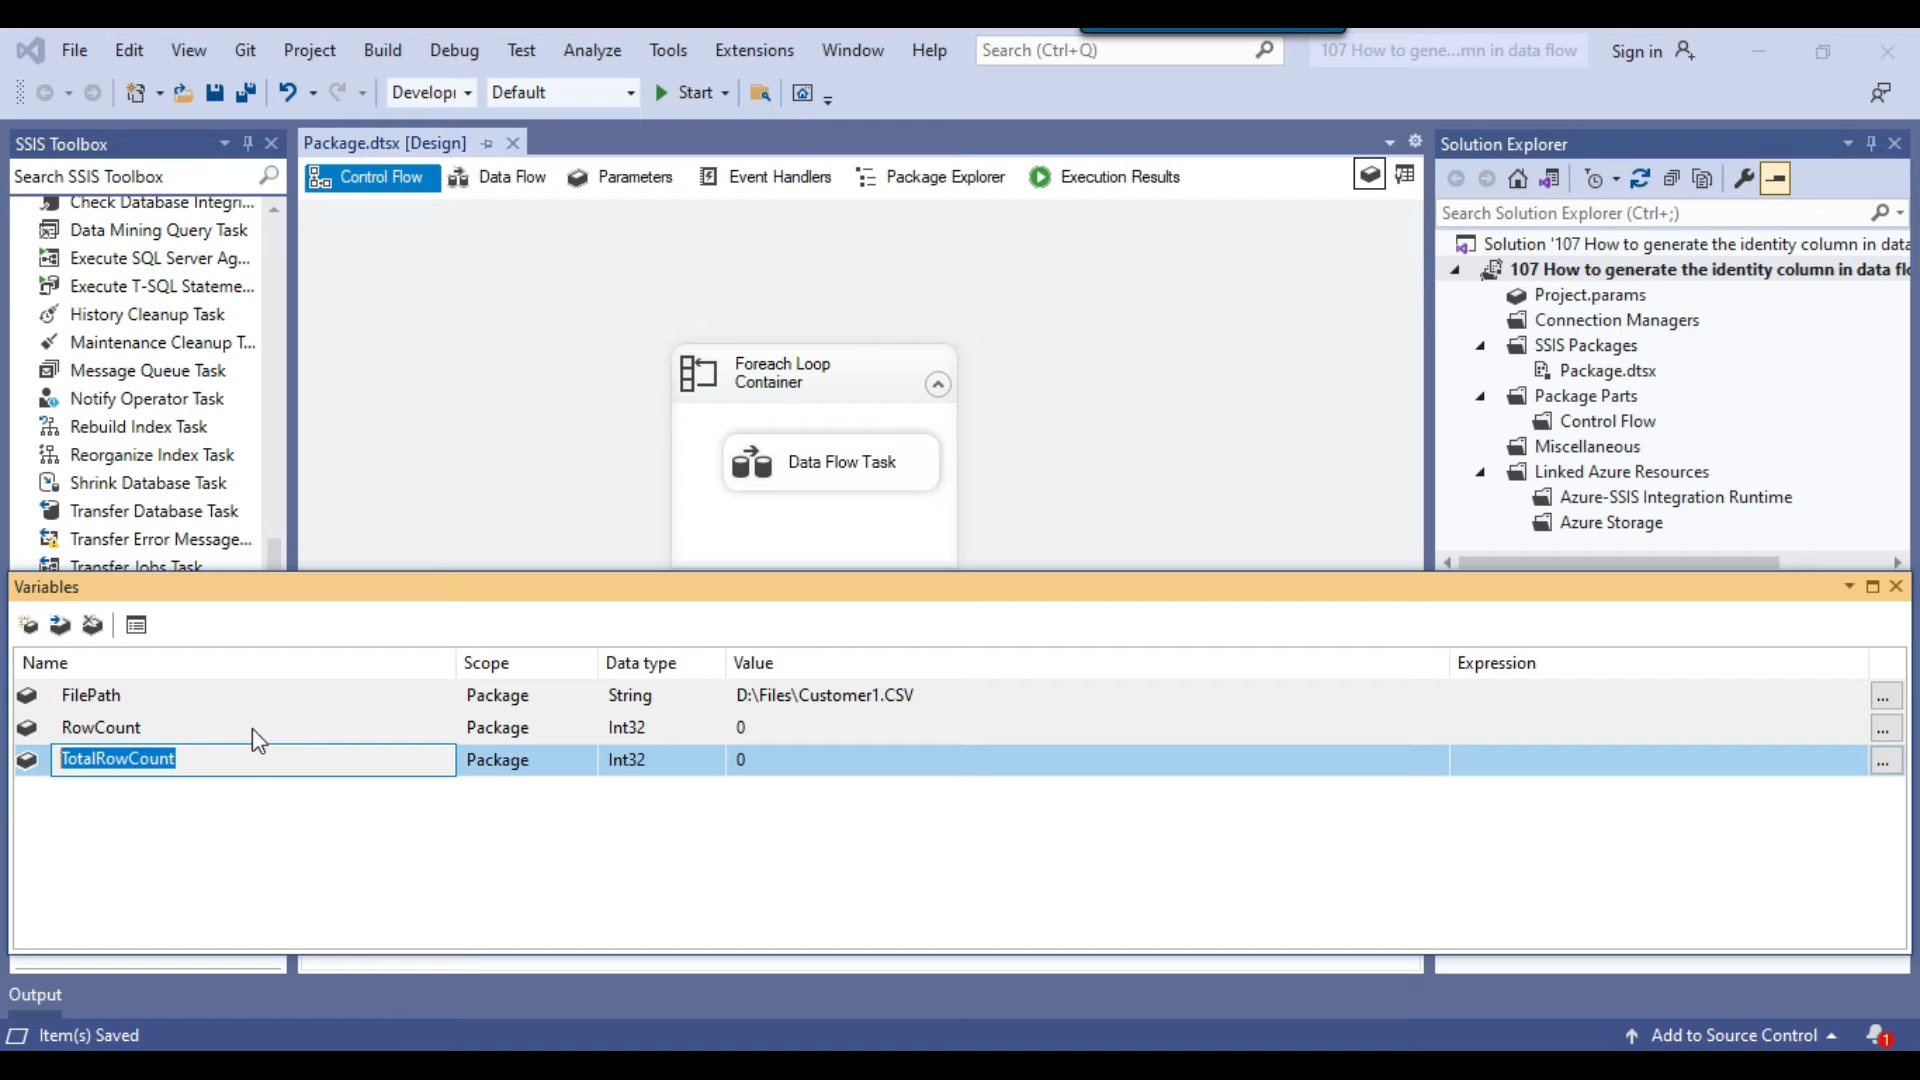 File Edit View Git Project Build Debug Test Analyze Tools Extensions Window Help Search (Ctrl+Q) 107 How to gene...mn in data flow Sign in
Developi Default Start
SSIS Toolbox
Search SSIS Toolbox
Check Database Integri...
Data Mining Query Task
Execute SQL Server Ag...
Execute T-SQL Stateme...
History Cleanup Task
Maintenance Cleanup T...
Message Queue Task
Notify Operator Task
Rebuild Index Task
Reorganize Index Task
Shrink Database Task
Transfer Database Task
Transfer Error Message...
Transfer Jobs Task
Package.dtsx [Design]
Control Flow Data Flow Parameters Event Handlers Package Explorer Execution Results
Foreach Loop
Container
Data Flow Task
Solution Explorer
Search Solution Explorer (Ctrl+;)
Solution '107 How to generate the identity column in data
107 How to generate the identity column in data fl
Project.params
Connection Managers
SSIS Packages
Package.dtsx
Package Parts
Control Flow
Miscellaneous
Linked Azure Resources
Azure-SSIS Integration Runtime
Azure Storage
Variables
Name Scope Data type Value Expression
FilePath Package String D:\Files\Customer1.CSV ...
RowCount Package Int32 0 ...
TotalRowCount Package Int32 0 ...
Output
Item(s) Saved Add to Source Control 1